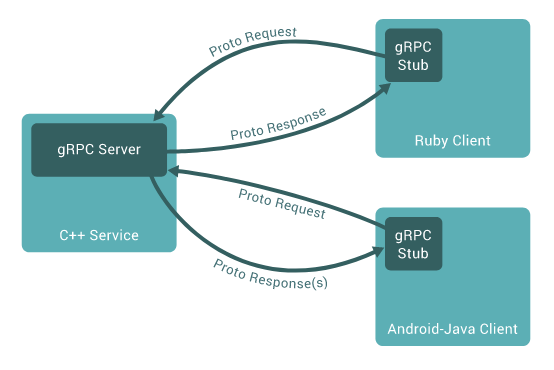 Proto Request
gRPC
Stub
Ruby Client
Proto Response
gRPC Server
C++ Service
Proto Request
gRPC
Stub
Proto Response(s)
Android-Java Client